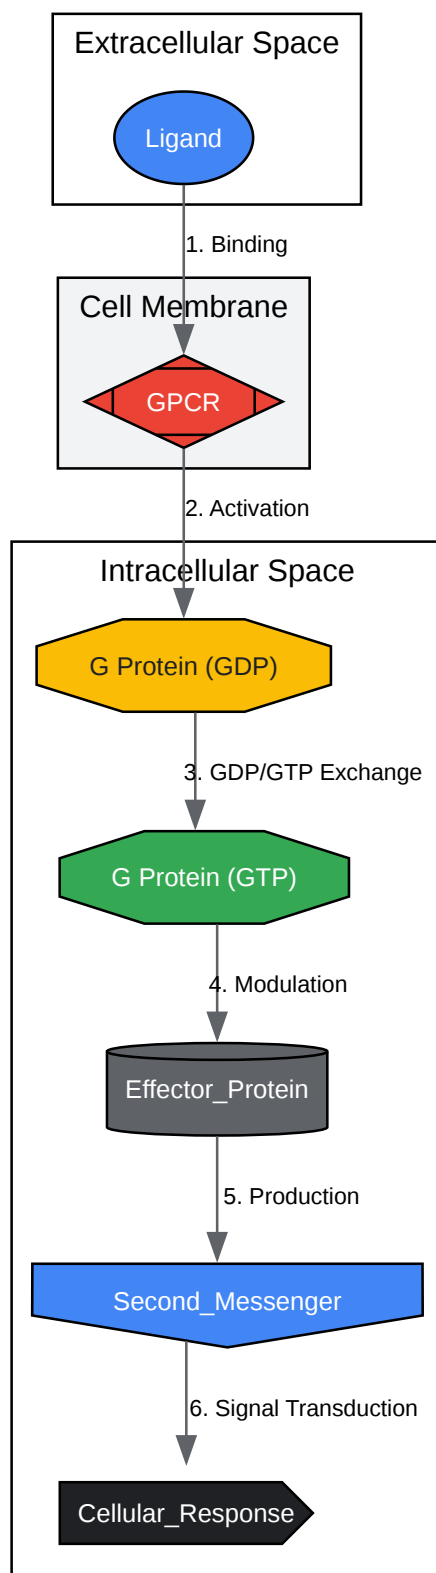 Extracellular Space
Ligand
1. Binding
Cell Membrane
GPCR
2. Activation
Intracellular Space
G Protein (GDP)
3. GDP/GTP Exchange
G Protein (GTP)
4. Modulation
Effector_Protein
5. Production
Second_Messenger
6. Signal Transduction
Cellular_Response